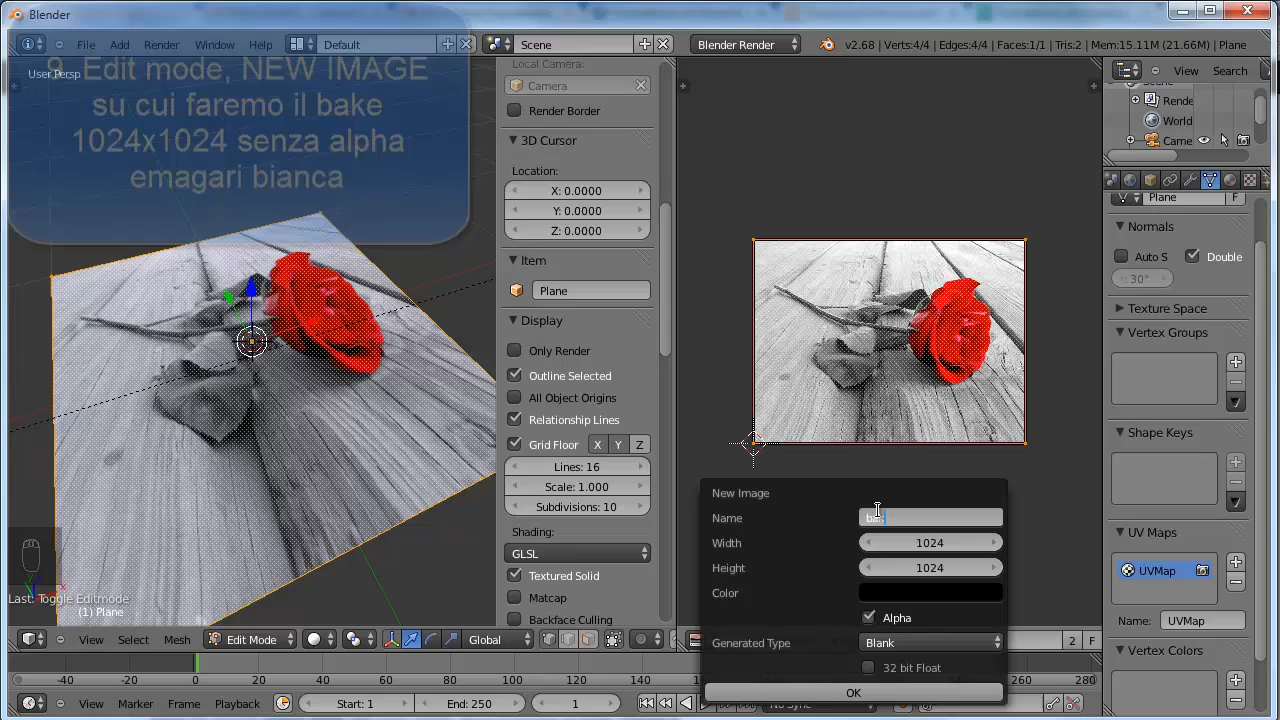 Blender
File Add Render Window Help Default Scene Blender Render v2.68 | Verts:4/4 | Edges:4/4 | Faces:1/1 | Tris:2 | Mem:15.11M (21.66M) | Plane
User Persp
9. Edit mode, NEW IMAGE
su cui faremo il bake
1024x1024 senza alpha
emagari bianca
Local Camera:
Camera
Render Border
3D Cursor
Location:
X: 0.0000
Y: 0.0000
Z: 0.0000
Item
Plane
Display
Only Render
Outline Selected
All Object Origins
Relationship Lines
Grid Floor X Y Z
Lines: 16
Scale: 1.000
Subdivisions: 10
Shading:
GLSL
Textured Solid
Matcap
Backface Culling
View Search
Scene
Rende
World
Came
Plane F
Normals
Auto S Double
30°
Texture Space
Vertex Groups
Shape Keys
UV Maps
UVMap
Name: UVMap
Vertex Colors
New Image
Name
Width 1024
Height 1024
Color
Alpha
Generated Type Blank
32 bit Float
OK
Last: Toggle Editmode
(1) Plane
View Select Mesh Edit Mode Global
2 F
-40 -20 0 20 40 60 80 100 120 140 260 280
View Marker Frame Playback Start: 1 End: 250 1 No Sync